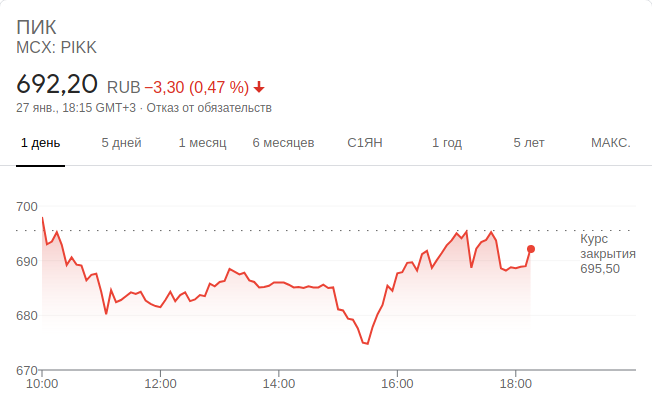 ПИК
MCX: PIKK
692,20 RUB −3,30 (0,47 %)
27 янв., 18:15 GMT+3 · Отказ от обязательств
1 день 5 дней 1 месяц 6 месяцев С1ЯН 1 год 5 лет МАКС.
700
690
680
670
Курс
закрытия
695,50
10:00 12:00 14:00 16:00 18:00